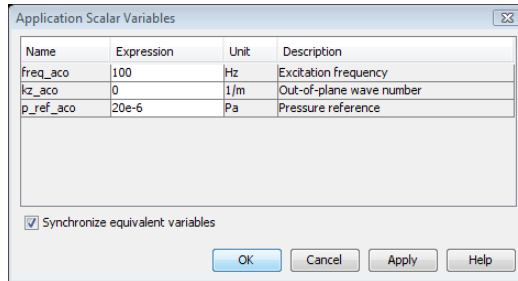 Application Scalar Variables
Name Expression Unit Description
freq_aco 100 Hz Excitation frequency
kz_aco 0 1/m Out-of-plane wave number
p_ref_aco 20e-6 Pa Pressure reference
Synchronize equivalent variables
OK Cancel Apply Help